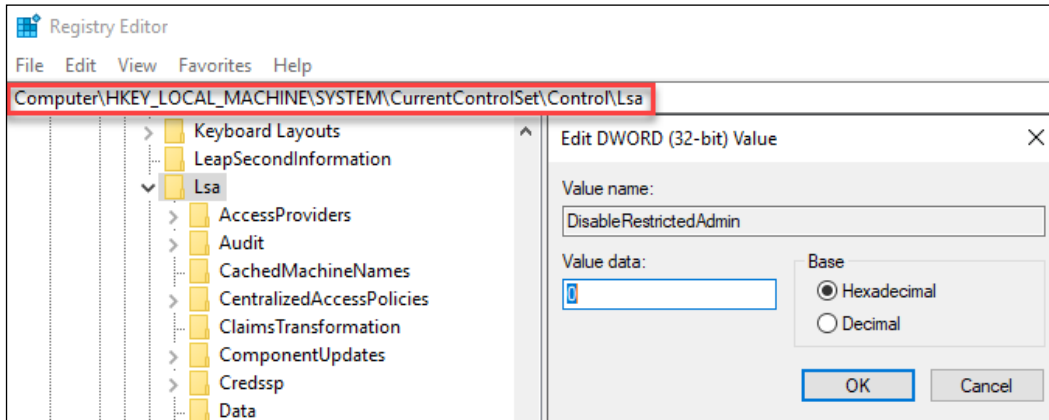 Registry Editor
File Edit View Favorites Help
Computer\HKEY_LOCAL_MACHINE\SYSTEM\CurrentControlSet\Control\Lsa
Keyboard Layouts
LeapSecondInformation
Lsa
AccessProviders
Audit
CachedMachineNames
CentralizedAccessPolicies
ClaimsTransformation
ComponentUpdates
Credssp
Data
Edit DWORD (32-bit) Value
Value name:
DisableRestrictedAdmin
Value data:
0
Base
Hexadecimal
Decimal
OK Cancel